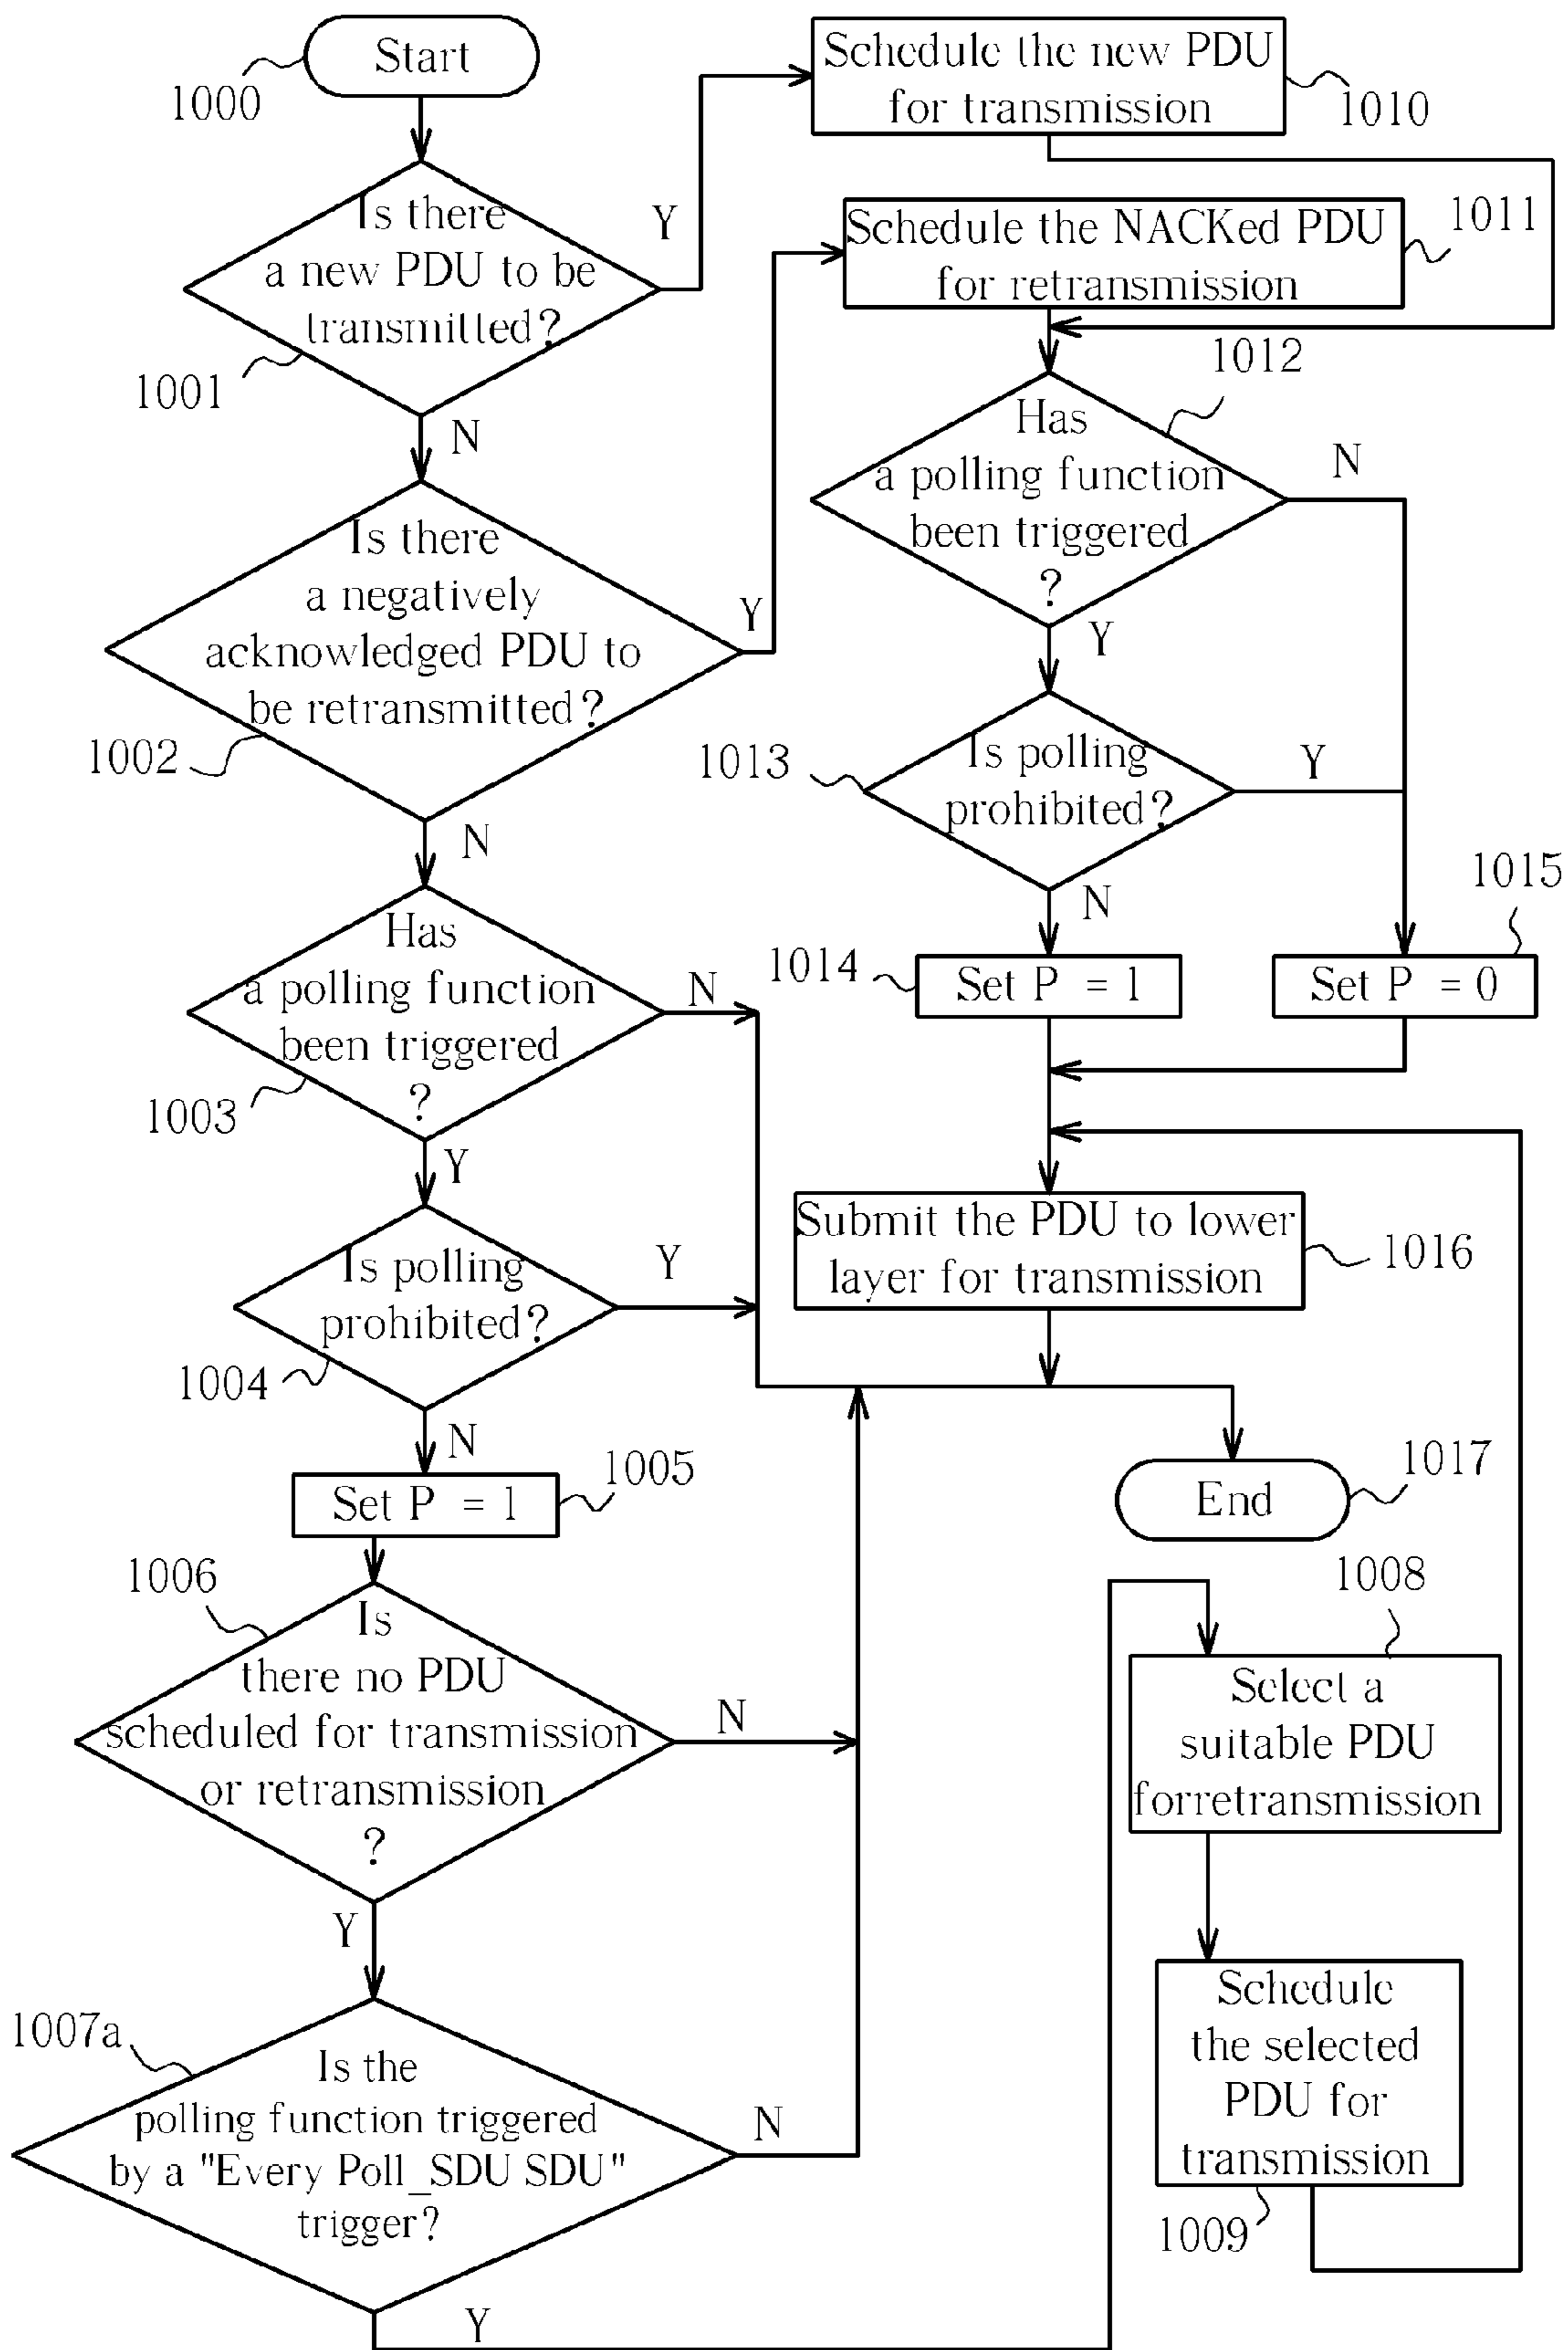 Start
1000
Is there
a new PDU to be
transmitted?
1001
Y
N
Is there
a negatively
acknowledged PDU to
be retransmitted?
1002
Y
N
Has
a polling function
been triggered
?
1003
N
Y
Is polling
prohibited?
1004
Y
N
Set P = 1
1005
1006
Is
there no PDU
scheduled for transmission
or retransmission
?
N
Y
1007a
Is the
polling function triggered
by a "Every Poll_SDU SDU"
trigger?
N
Y
Schedule the new PDU
for transmission
1010
Schedule the NACKed PDU
for retransmission
1011
1012
Has
a polling function
been triggered
?
N
Y
1013
Is polling
prohibited?
Y
N
1014
Set P = 1
1015
Set P = 0
Submit the PDU to lower
layer for transmission
1016
End
1017
1008
Select a
suitable PDU
forretransmission
Schedule
the selected
PDU for
transmission
1009